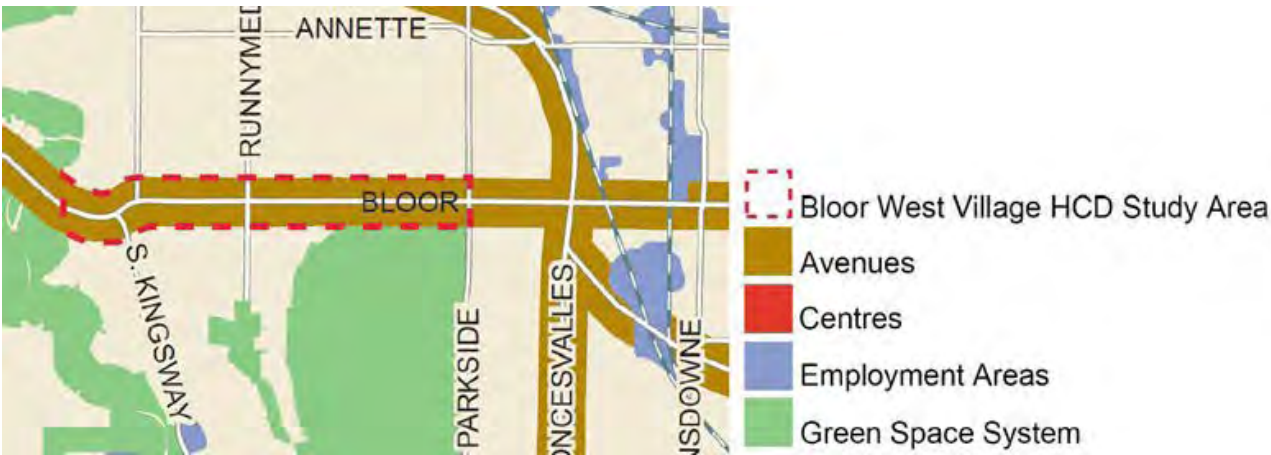 ANNETTE
RUNNYMED
BLOOR
S. KINGSWAY
PARKSIDE
ONCESVALLES
NSDOWNE
Bloor West Village HCD Study Area
Avenues
Centres
Employment Areas
Green Space System